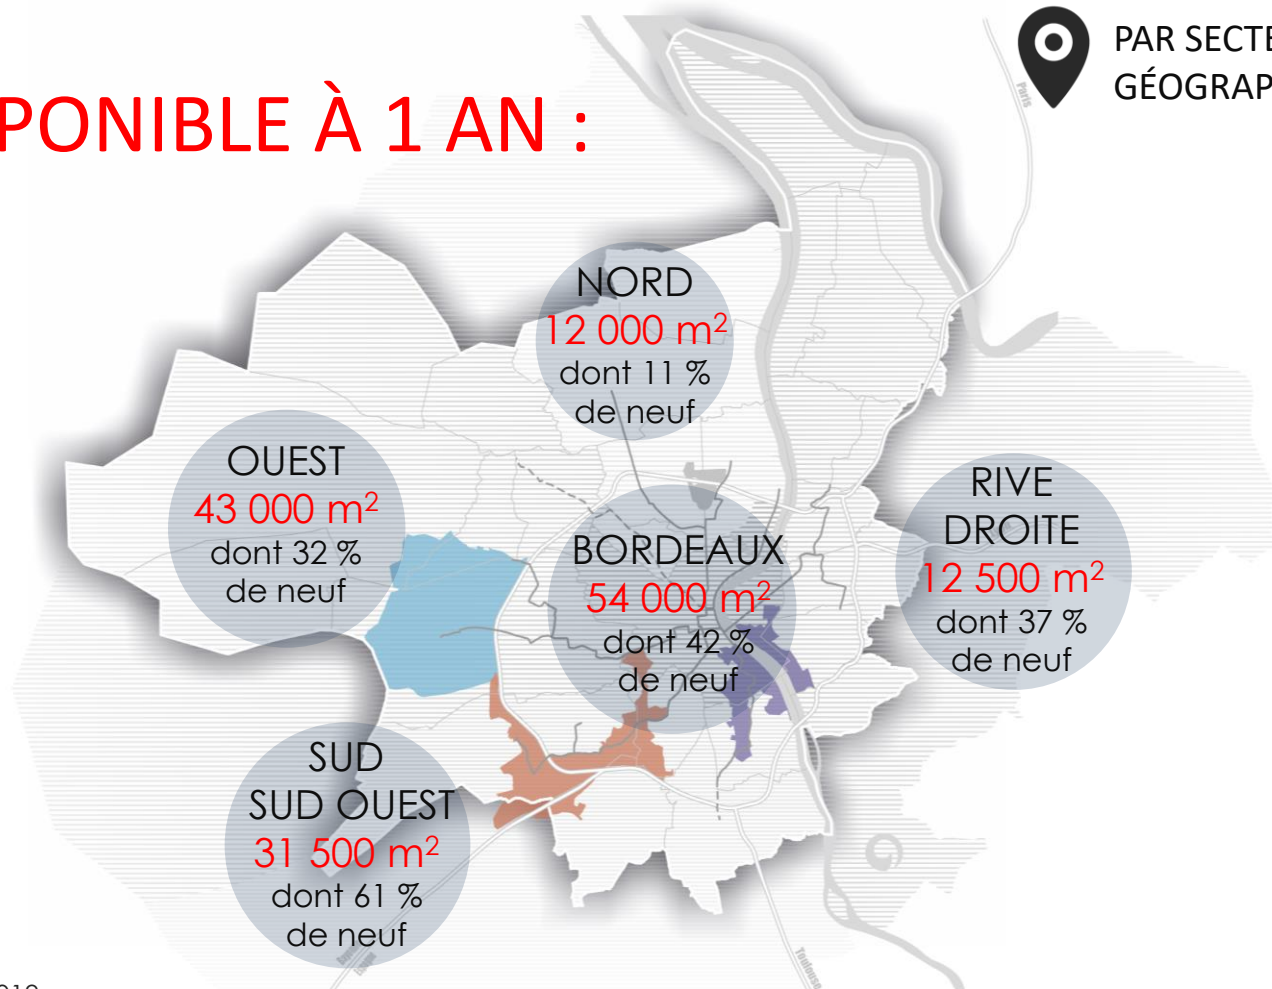 PAR SECTE
GÉOGRAP
PONIBLE À 1 AN :
Paris
NORD
12 000 m²
dont 11 %
de neuf
OUEST
43 000 m²
dont 32 %
de neuf
BORDEAUX
54 000 m²
dont 42 %
de neuf
RIVE
DROITE
12 500 m²
dont 37 %
de neuf
SUD
SUD OUEST
31 500 m²
dont 61 %
de neuf
Toulouse